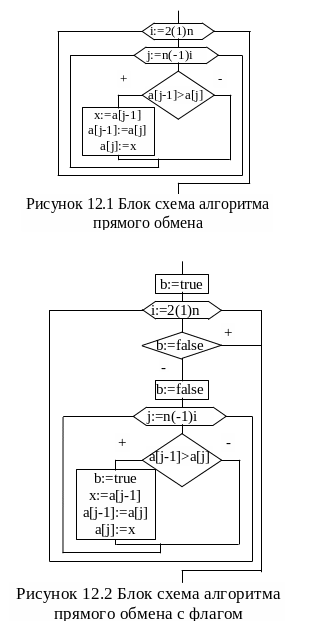 i:=2(1)n
j:=n(-1)i
+ -
a[j-1]>a[j]
x:=a[j-1]
a[j-1]:=a[j]
a[j]:=x
Рисунок 12.1 Блок схема алгоритма
прямого обмена
b:=true
i:=2(1)n
+
b:=false
-
b:=false
j:=n(-1)i
+ -
a[j-1]>a[j]
b:=true
x:=a[j-1]
a[j-1]:=a[j]
a[j]:=x
Рисунок 12.2 Блок схема алгоритма
прямого обмена с флагом